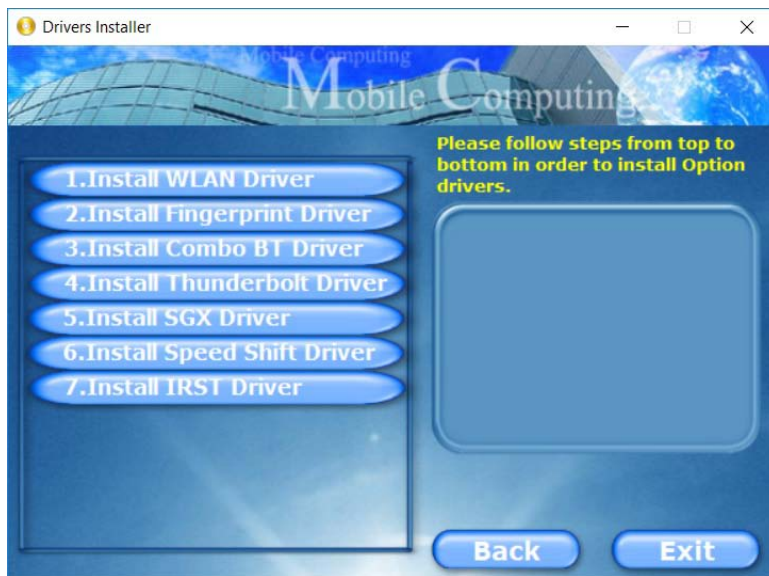 Drivers Installer
Mobile Computing
Mobile Computing
Please follow steps from top to
bottom in order to install Option
drivers.
1.Install WLAN Driver
2.Install Fingerprint Driver
3.Install Combo BT Driver
4.Install Thunderbolt Driver
5.Install SGX Driver
6.Install Speed Shift Driver
7.Install IRST Driver
Back
Exit